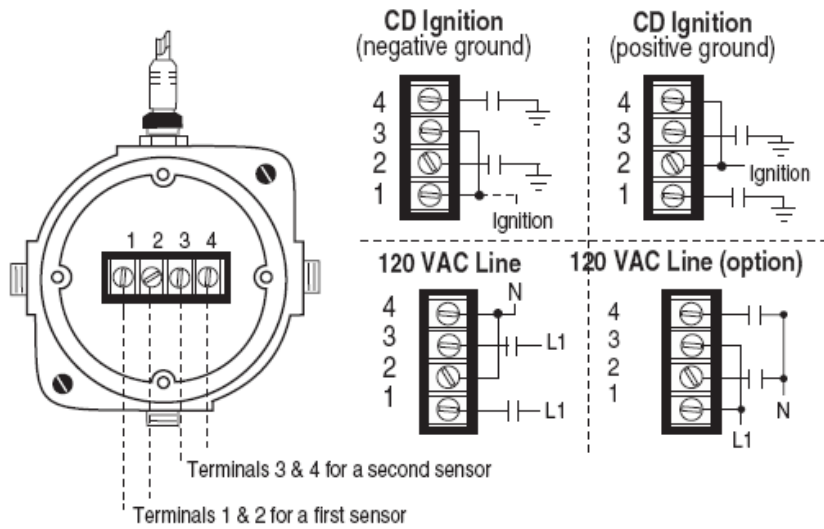 CD Ignition
(negative ground)
4
3
2
1
Ignition
CD Ignition
(positive ground)
4
3
2
1
Ignition
1 2 3 4
120 VAC Line
4
3
2
1
N
L1
L1
120 VAC Line (option)
4
3
2
1
N
L1
Terminals 3 & 4 for a second sensor
Terminals 1 & 2 for a first sensor